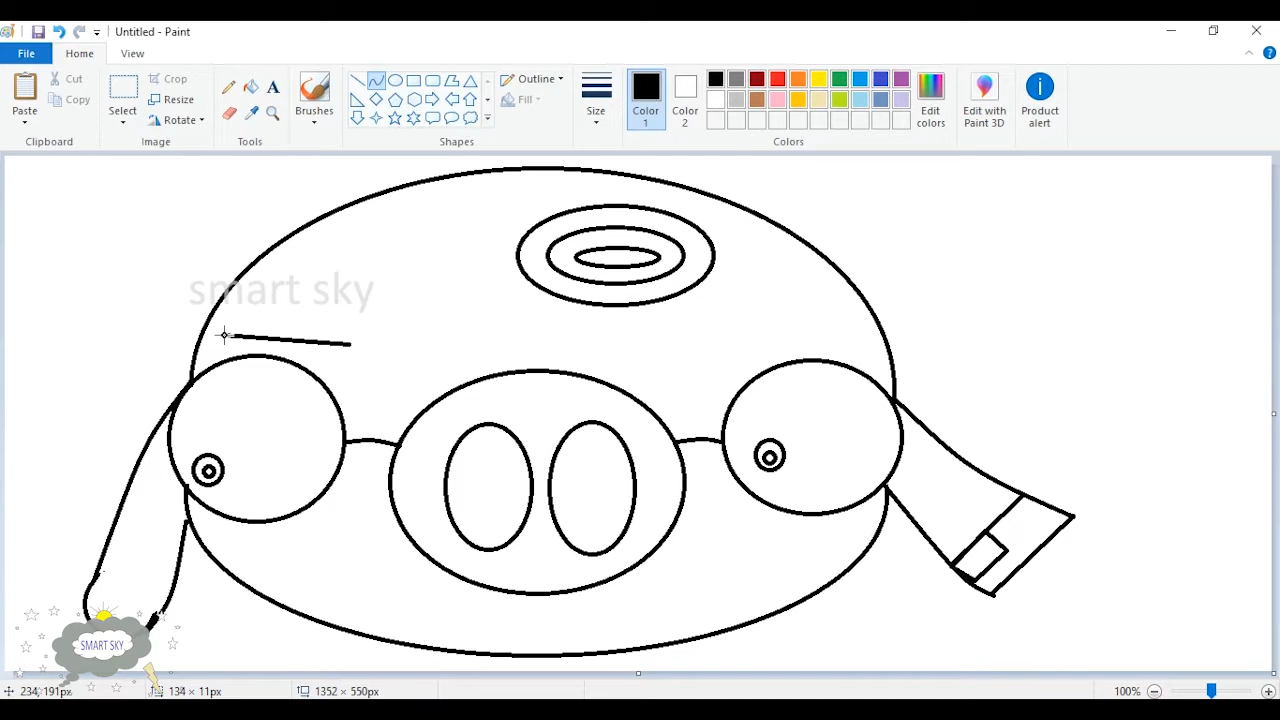 Untitled - Paint
File Home View
Paste
Cut
Copy
Clipboard
Select
Crop
Resize
Rotate
Image
Tools
Brushes
Outline
Fill
Shapes
Size
Color 1
Color 2
Colors
Edit colors
Edit with Paint 3D
Product alert
smart sky
SMART SKY
234, 191px
134 × 11px
1352 × 550px
100%